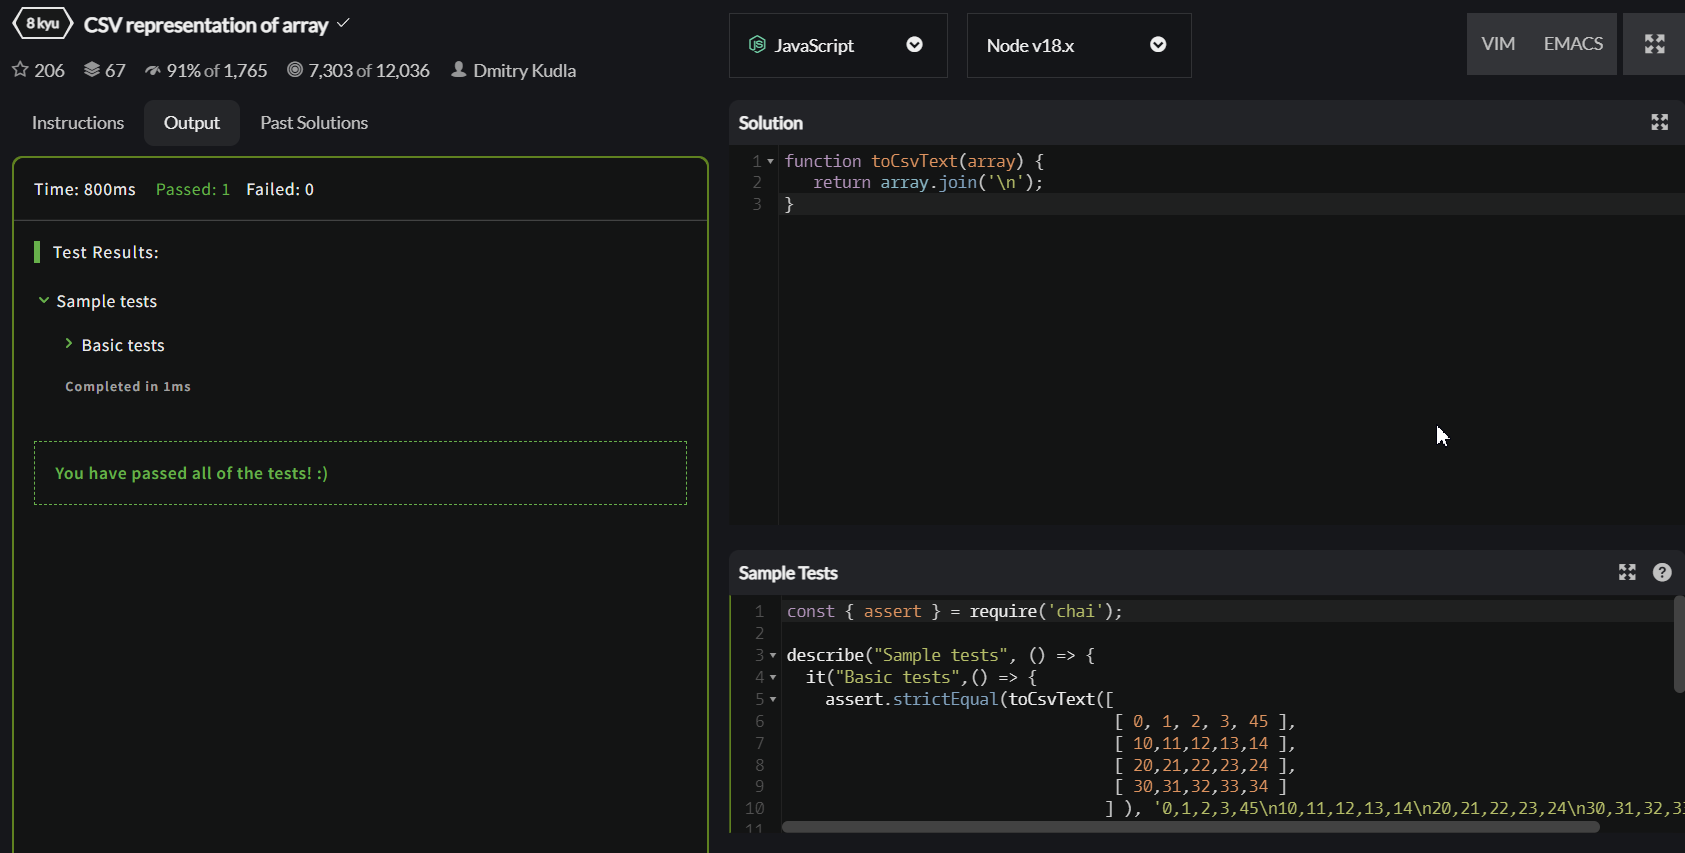 8 kyu CSV representation of array
206 67 91% of 1,765 7,303 of 12,036 Dmitry Kudla
Instructions Output Past Solutions
Time: 800ms Passed: 1 Failed: 0
Test Results:
Sample tests
Basic tests
Completed in 1ms
You have passed all of the tests! :)
JavaScript Node v18.x VIM EMACS
Solution
1 function toCsvText(array) {
2 return array.join('\n');
3 }
Sample Tests
1 const { assert } = require('chai');
2
3 describe("Sample tests", () => {
4 it("Basic tests",() => {
5 assert.strictEqual(toCsvText([
6 [ 0, 1, 2, 3, 45 ],
7 [ 10,11,12,13,14 ],
8 [ 20,21,22,23,24 ],
9 [ 30,31,32,33,34 ]
10 ] ), '0,1,2,3,45\n10,11,12,13,14\n20,21,22,23,24\n30,31,32,3
11